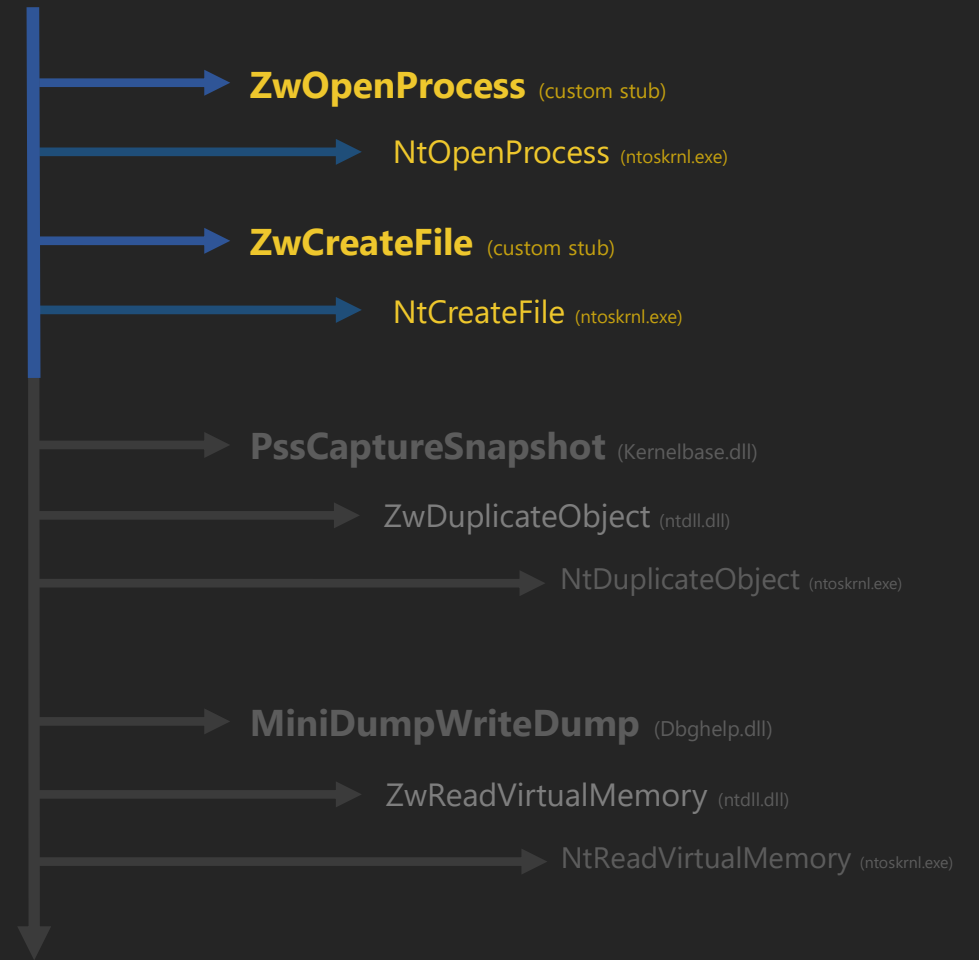 ZwOpenProcess (custom stub)
NtOpenProcess (ntoskrnl.exe)
ZwCreateFile (custom stub)
NtCreateFile (ntoskrnl.exe)
PssCaptureSnapshot (Kernelbase.dll)
ZwDuplicateObject (ntdll.dll)
NtDuplicateObject (ntoskrnl.exe)
MiniDumpWriteDump (Dbghelp.dll)
ZwReadVirtualMemory (ntdll.dll)
NtReadVirtualMemory (ntoskrnl.exe)